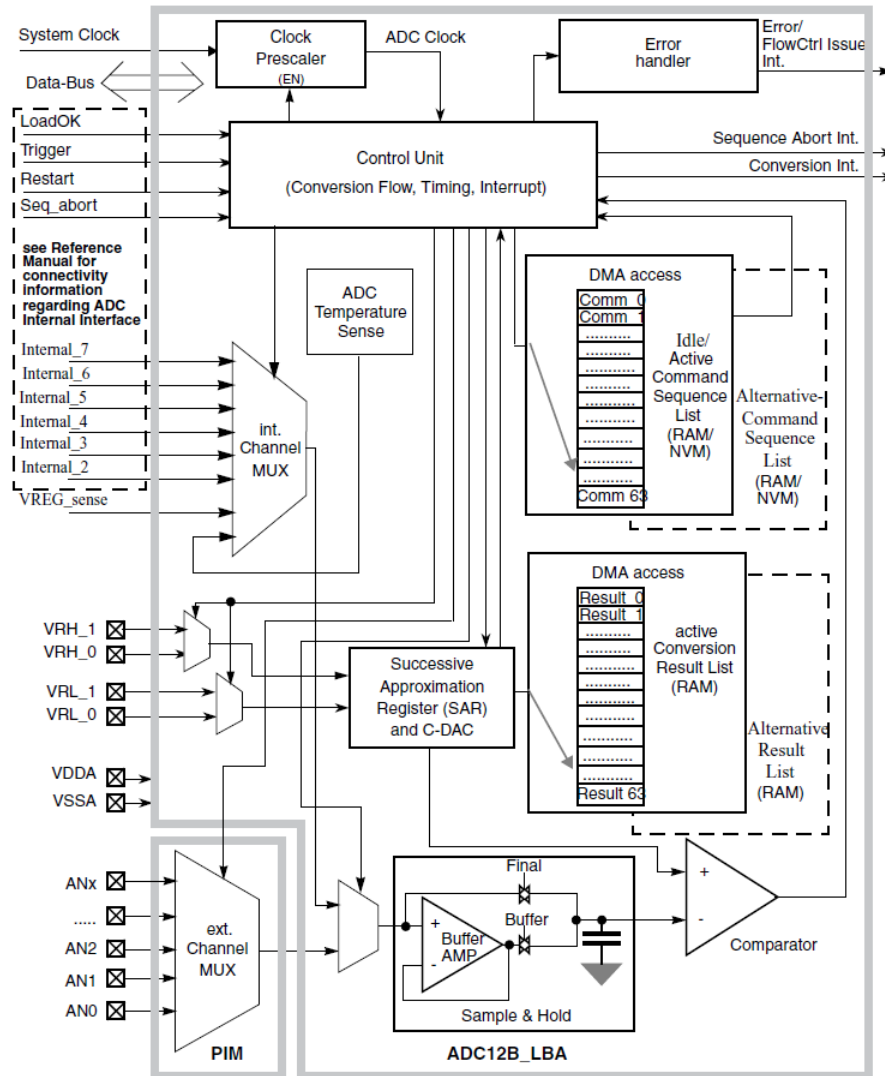 System Clock
Data-Bus
Clock
Prescaler
(EN)
ADC Clock
Error
handler
Error/
FlowCtrl Issue
Int.
LoadOK
Trigger
Restart
Seq_abort
Control Unit
(Conversion Flow, Timing, Interrupt)
Sequence Abort Int.
Conversion Int.
see Reference
Manual for
connectivity
information
regarding ADC
Internal Interface
Internal_7
Internal_6
Internal_5
Internal_4
Internal_3
Internal_2
VREG_sense
int.
Channel
MUX
ADC
Temperature
Sense
DMA access
Comm_0
Comm_1
..........
..........
..........
..........
..........
...........
...........
...........
...........
Comm 63
Idle/
Active
Command
Sequence
List
(RAM/
NVM)
Alternative-
Command
Sequence
List
(RAM/
NVM)
VRH_1
VRH_0
VRL_1
VRL_0
VDDA
VSSA
Successive
Approximation
Register (SAR)
and C-DAC
DMA access
Result_0
Result_1
..........
..........
..........
..........
..........
..........
...........
...........
...........
...........
Result 63
active
Conversion
Result List
(RAM)
Alternative
Result
List
(RAM)
ANx
.....
AN2
AN1
AN0
ext.
Channel
MUX
PIM
Final
Buffer
+
-
Buffer
AMP
Sample & Hold
+
-
Comparator
ADC12B_LBA